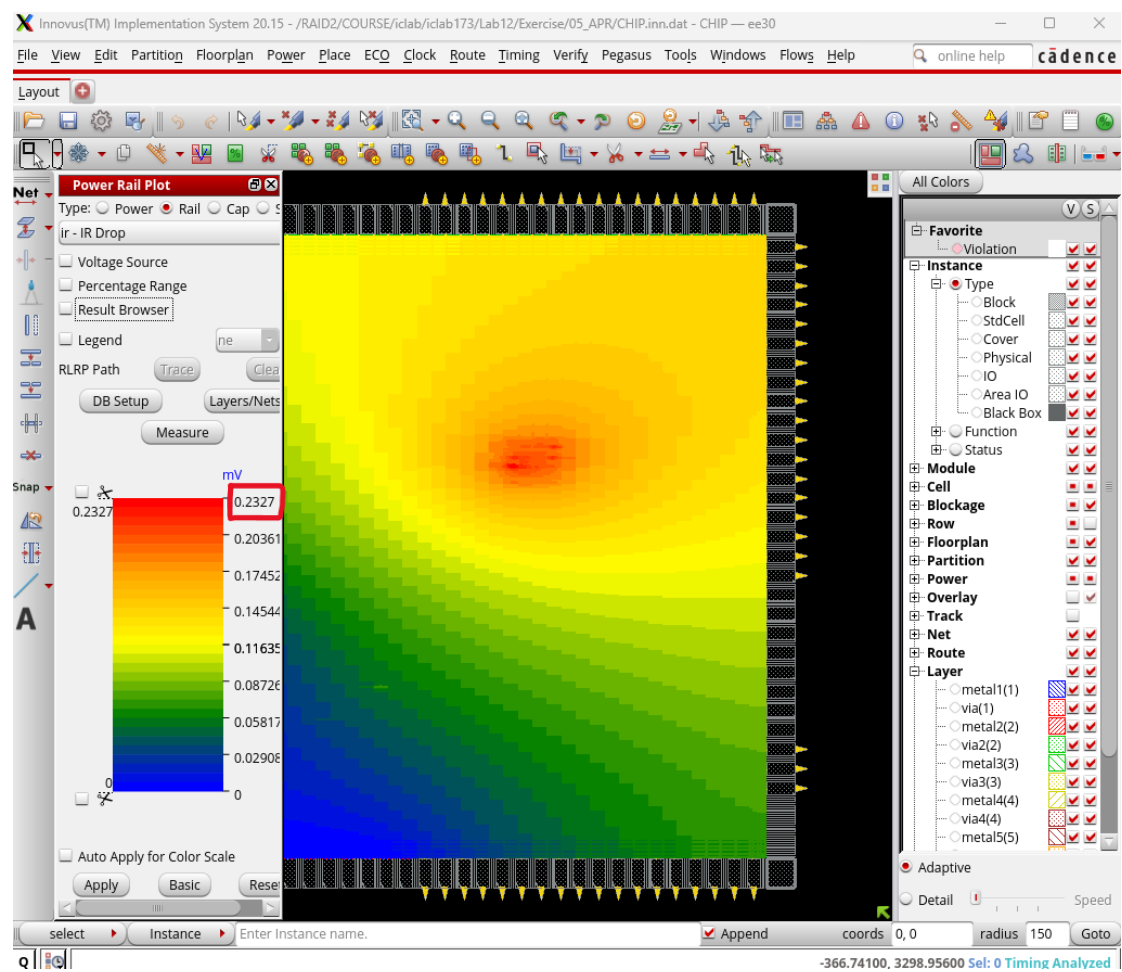 Innovus(TM) Implementation System 20.15 - /RAID2/COURSE/iclab/iclab173/Lab12/Exercise/05_APR/CHIP.inn.dat - CHIP — ee30
File View Edit Partition Floorplan Power Place ECO Clock Route Timing Verify Pegasus Tools Windows Flows Help online help cādence
Layout
Net
Snap
A
Power Rail Plot
Type: Power Rail Cap S
ir - IR Drop
Voltage Source
Percentage Range
Result Browser
Legend ne
RLRP Path Trace Clea
DB Setup Layers/Nets
Measure
mV
0.2327
0.2327
0.20361
0.17452
0.14544
0.11635
0.08726
0.05817
0.02908
0
0
Auto Apply for Color Scale
Apply Basic Rese
All Colors
V S
Favorite
Violation
Instance
Type
Block
StdCell
Cover
Physical
IO
Area IO
Black Box
Function
Status
Module
Cell
Blockage
Row
Floorplan
Partition
Power
Overlay
Track
Net
Route
Layer
metal1(1)
via(1)
metal2(2)
via2(2)
metal3(3)
via3(3)
metal4(4)
via4(4)
metal5(5)
Adaptive
Detail Speed
select Instance Enter Instance name. Append coords 0, 0 radius 150 Goto
Q -366.74100, 3298.95600 Sel: 0 Timing Analyzed